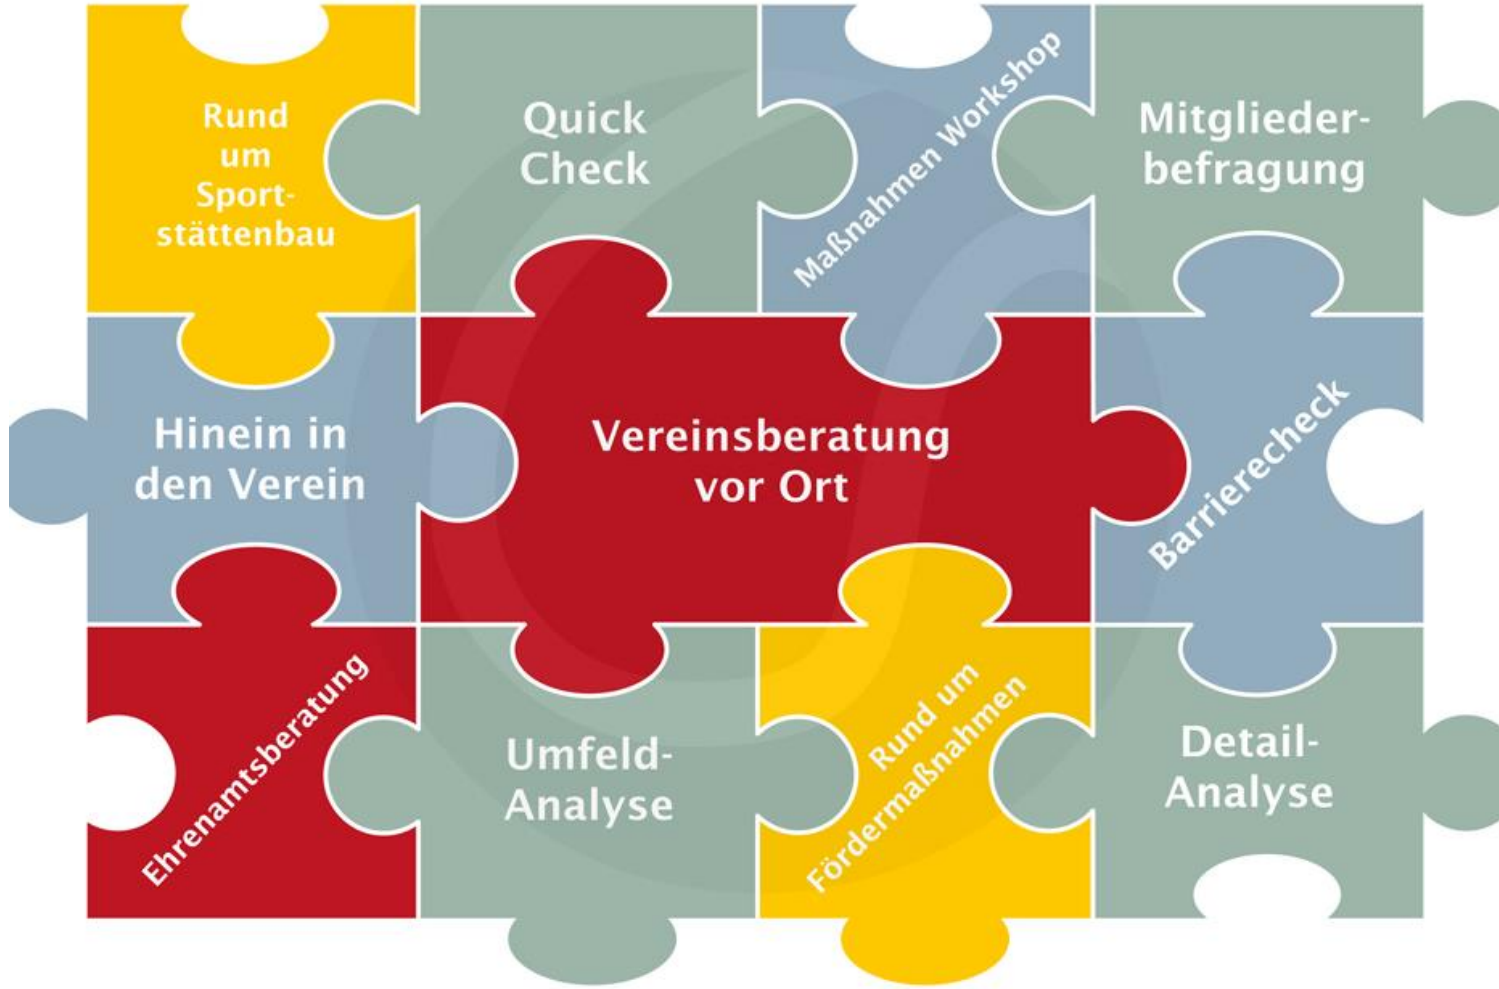 Rund
um
Sport-
stättenbau
Quick
Check
Maßnahmen Workshop
Mitglieder-
befragung
Hinein in
den Verein
Vereinsberatung
vor Ort
Barrierecheck
Ehrenamtsberatung
Umfeld-
Analyse
Rund um
Fördermaßnahmen
Detail-
Analyse